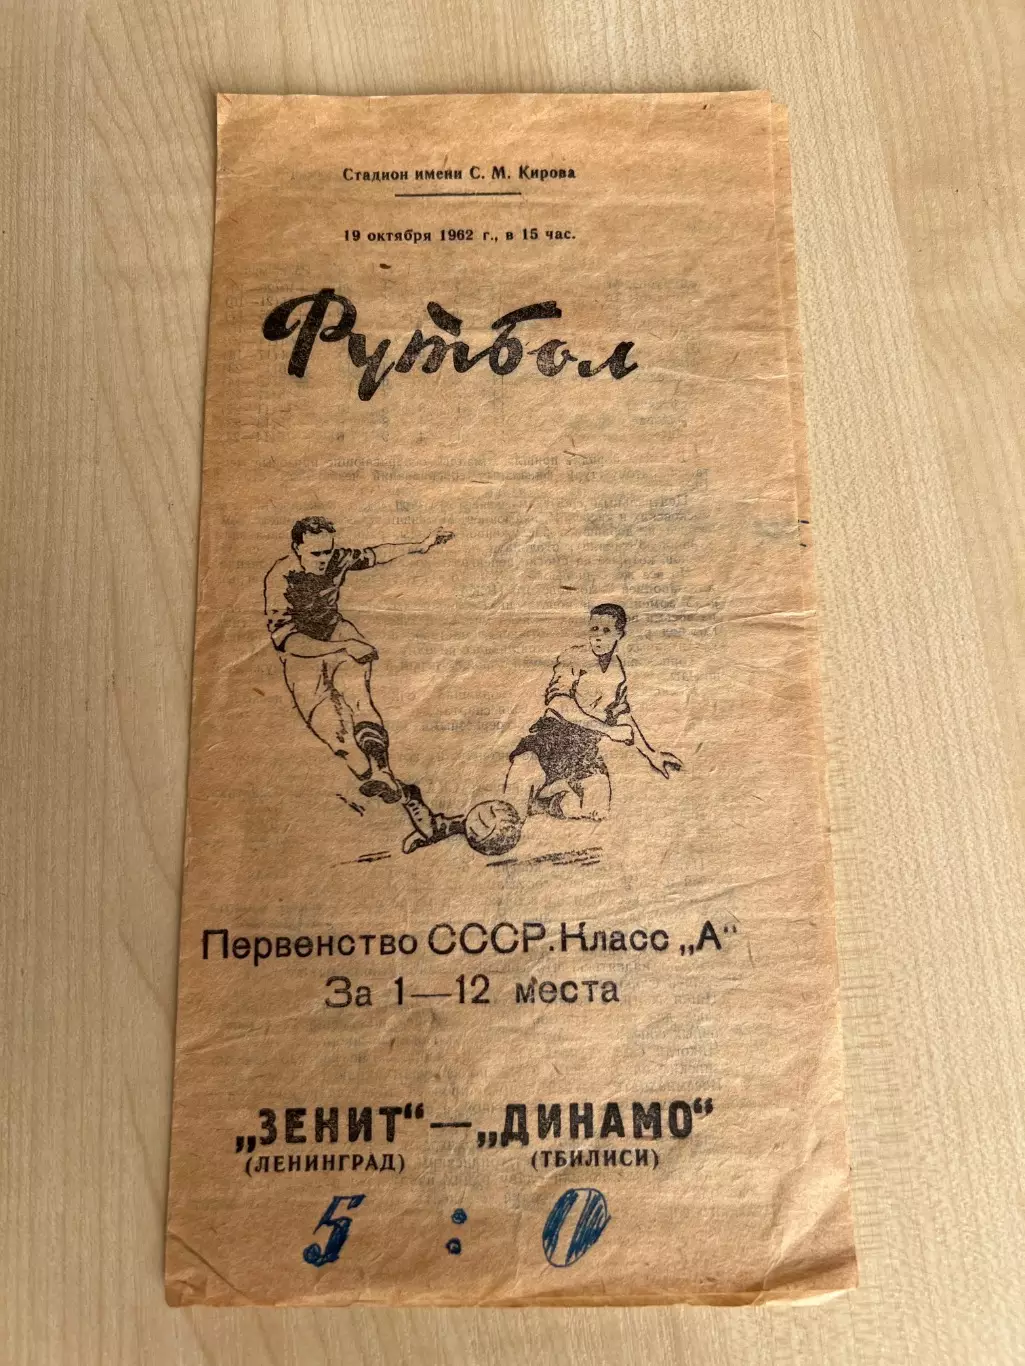 Стадион имени С. М. Кирова
19 октября 1962 г., в 15 час.
Футбол
Первенство СССР. Класс „А“
За 1—12 места
„ЗЕНИТ“ — „ДИНАМО“
(ЛЕНИНГРАД) (ТБИЛИСИ)
5 : 0